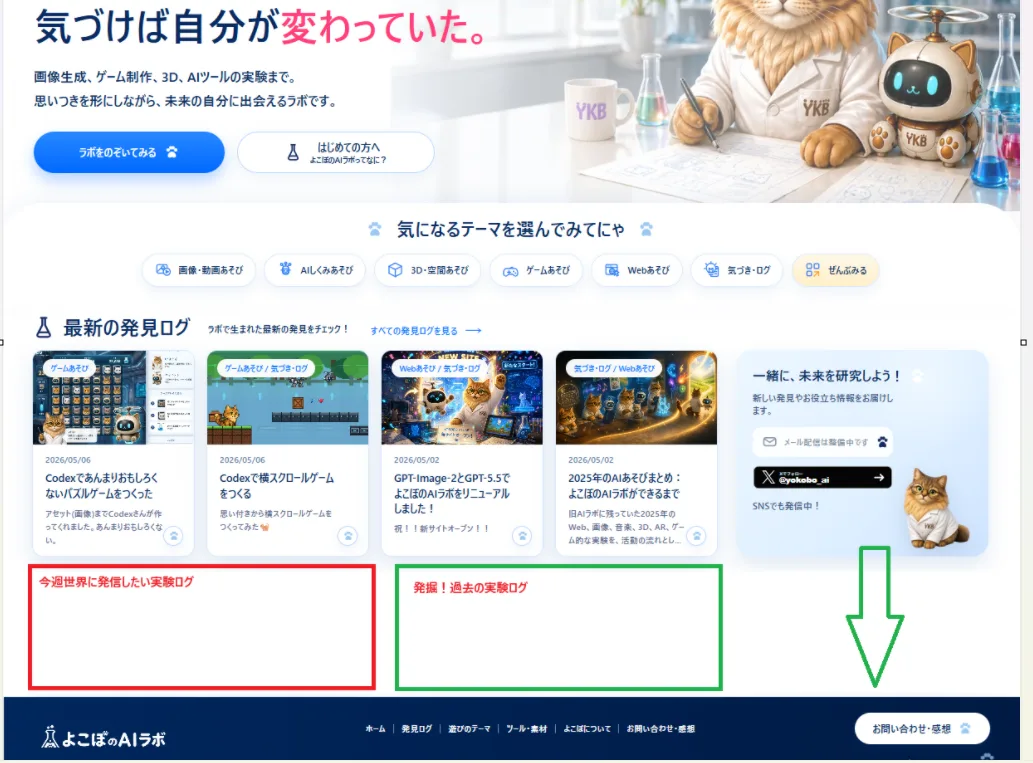 気づけば自分が変わっていた。
画像生成、ゲーム制作、3D、AIツールの実験まで。
思いつきを形にしながら、未来の自分に出会えるラボです。
ラボをのぞいてみる
はじめての方へ
よこぼのAIラボってなに？
YKB
YKB
YKB
気になるテーマを選んでみてにゃ
画像・動画あそび
AIしくみあそび
3D・空間あそび
ゲームあそび
Webあそび
気づき・ログ
ぜんぶみる
最新の発見ログ
ラボで生まれた最新の発見をチェック！
すべての発見ログを見る →
ゲームあそび
2026/05/06
Codexであんまりおもしろく
ないパズルゲームをつくった
アセット(画像)までCodexさんが作
ってくれました。あんまりおもしろくな
い。
ゲームあそび / 気づき・ログ
2026/05/06
Codexで横スクロールゲーム
をつくる
思い付きから横スクロールゲームを
つくってみた
NEW SITE
Webあそび / 気づき・ログ
2026/05/02
GPT-Image-2とGPT-5.5で
よこぼのAIラボをリニューアル
しました！
祝！！新サイトオープン！！
気づき・ログ / Webあそび
2026/05/02
2025年のAIあそびまとめ：
よこぼのAIラボができるまで
旧AIラボに残っていた2025年の
Web、画像、音楽、3D、AR、ゲー
ム的な実験を、活動の流れとし…
一緒に、未来を研究しよう！
新しい発見やお役立ち情報をお届けし
ます。
メール配信は準備中です
Xでフォロー
@yokobo_ai →
SNSでも発信中！
今週世界に発信したい実験ログ
発掘！過去の実験ログ
よこぼのAIラボ
ホーム | 発見ログ | 遊びのテーマ | ツール・素材 | よこぼについて | お問い合わせ・感想
お問い合わせ・感想